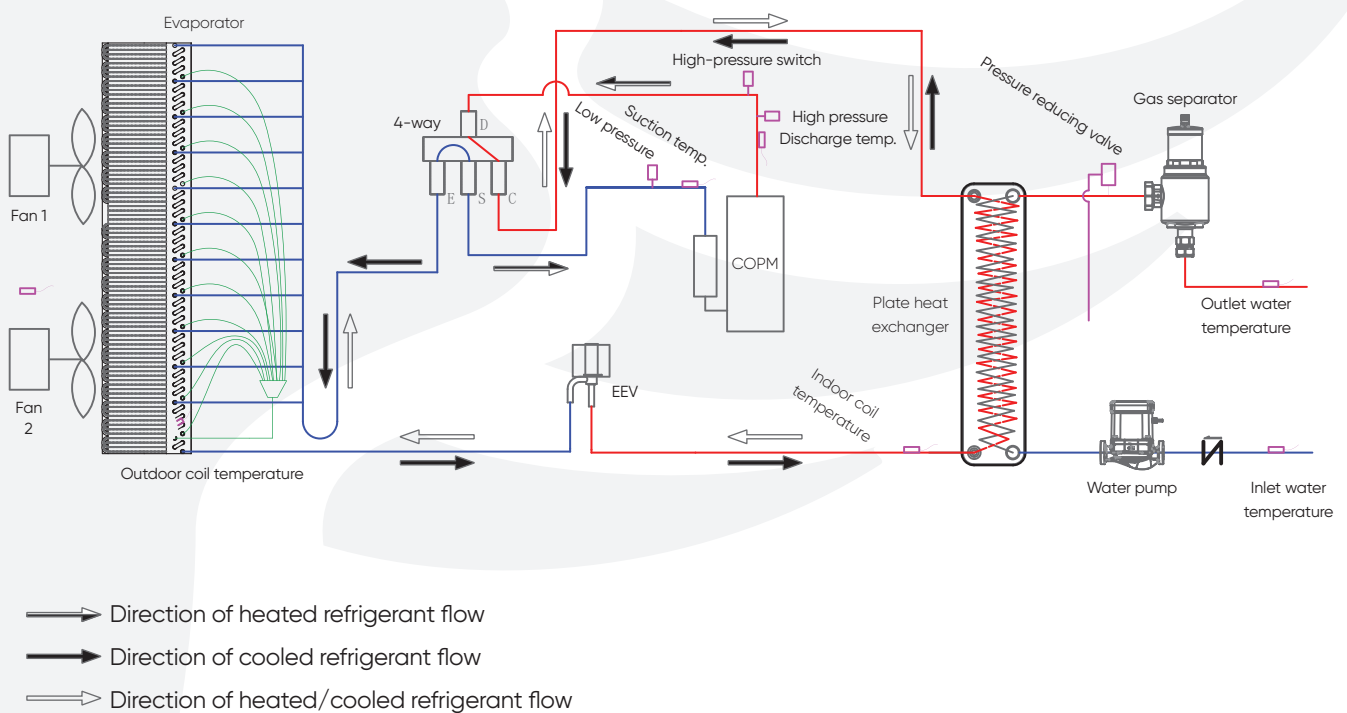 Evaporator
High-pressure switch
Pressure reducing valve
Gas separator
4-way
D
Low pressure
Suction temp.
High pressure
Discharge temp.
E
S
C
Fan 1
COPM
Plate heat
exchanger
Outlet water
temperature
EEV
Indoor coil
temperature
Fan
2
Outdoor coil temperature
Water pump
Inlet water
temperature
Direction of heated refrigerant flow
Direction of cooled refrigerant flow
Direction of heated/cooled refrigerant flow